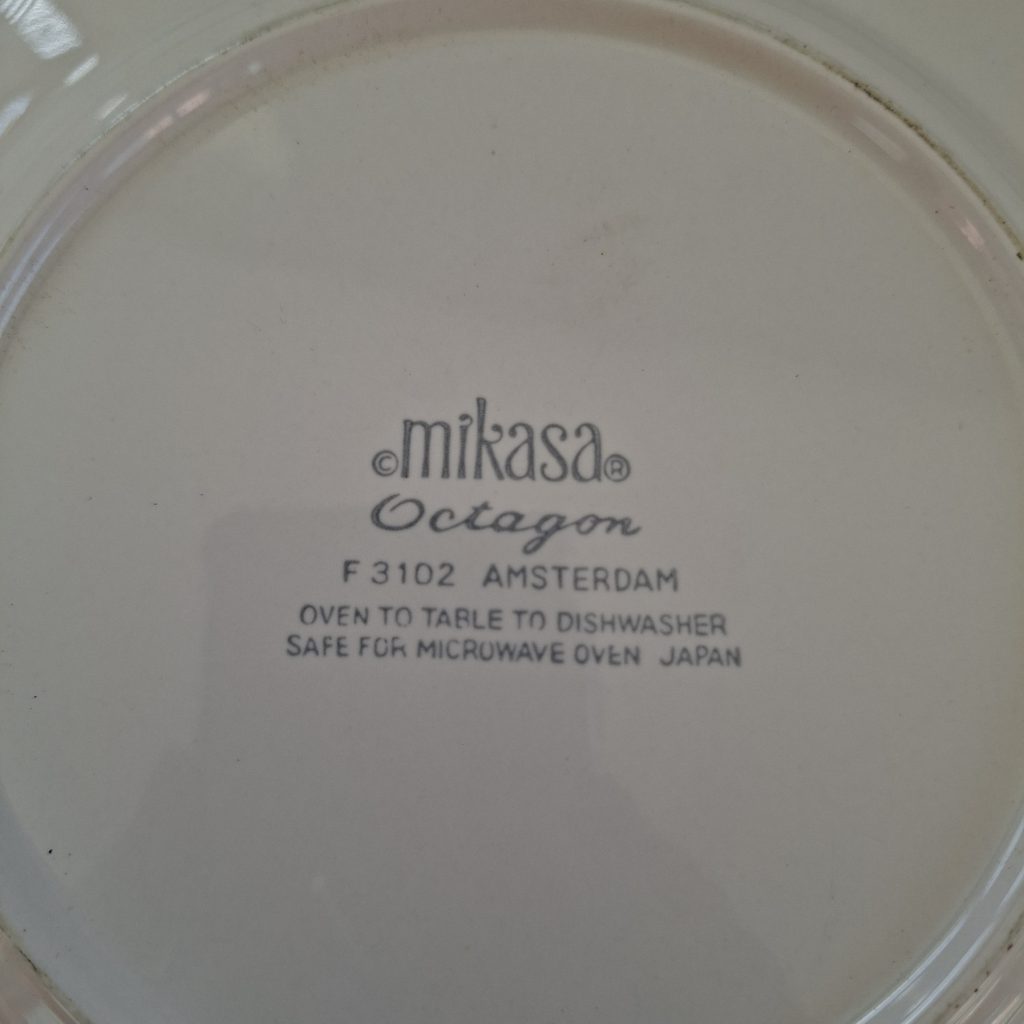 ©mikasa®
Octagon
F 3102 AMSTERDAM
OVEN TO TABLE TO DISHWASHER
SAFE FOR MICROWAVE OVEN JAPAN